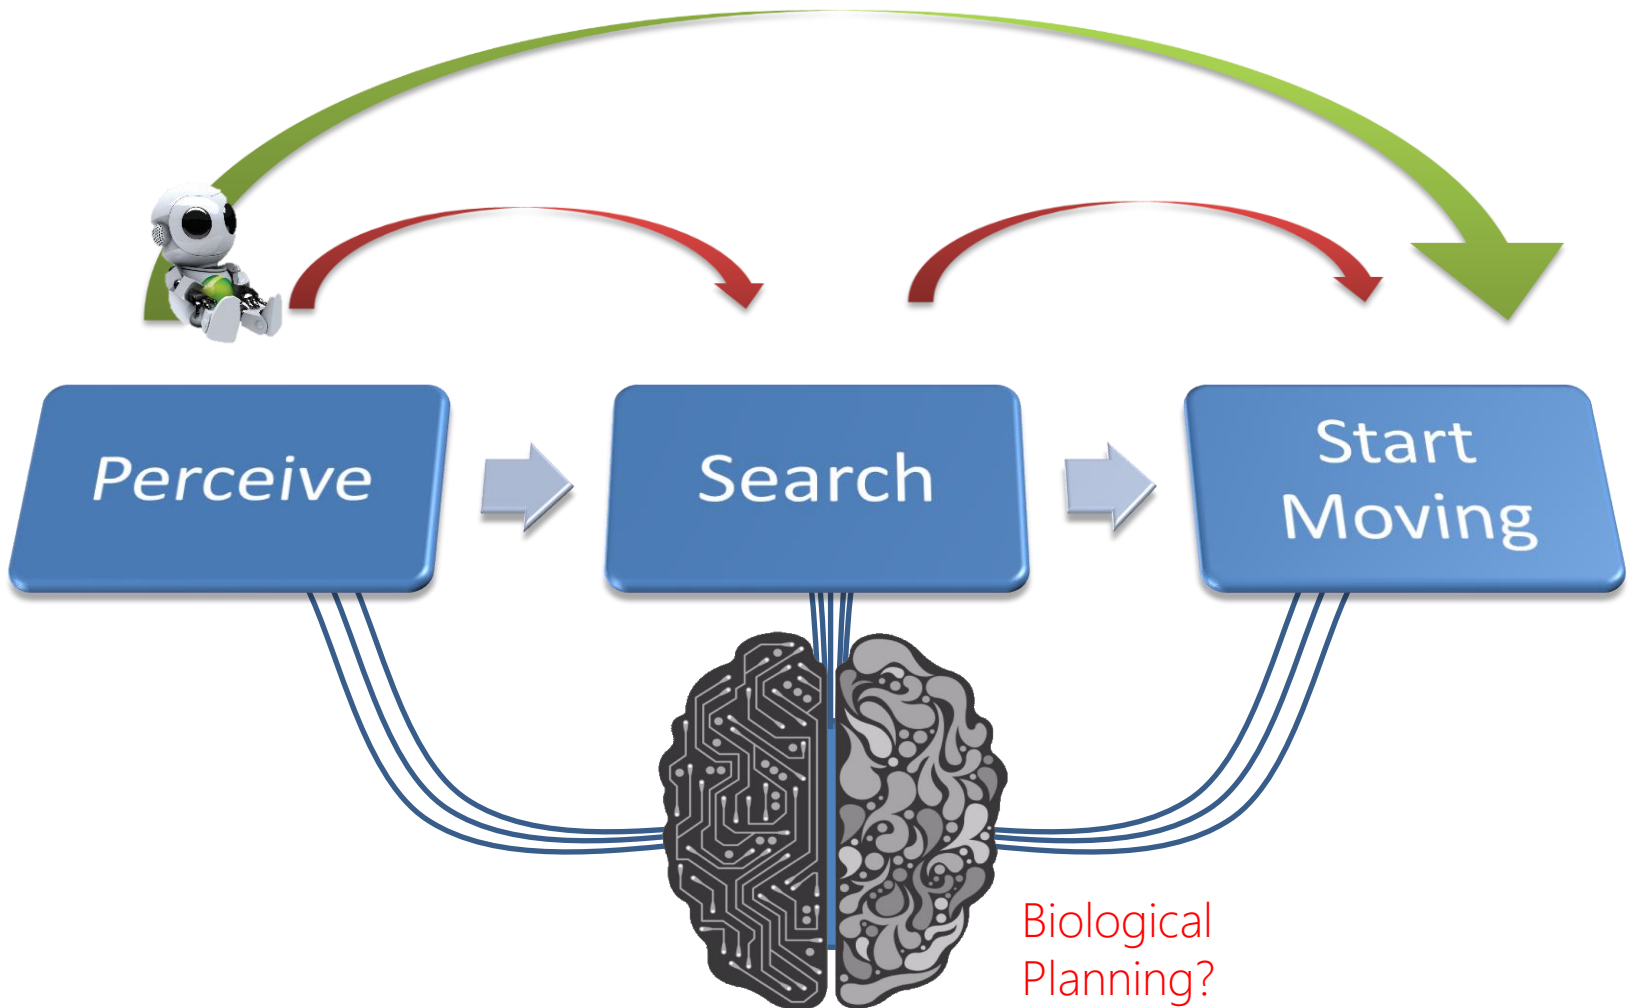 Perceive
Search
Start
Moving
Biological
Planning?